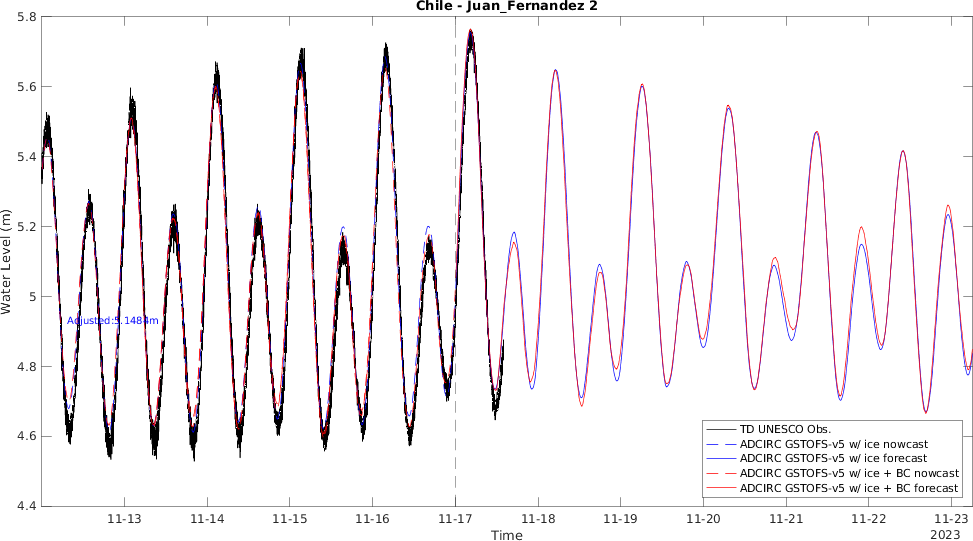 Chile - Juan_Fernandez 2
5.8
5.6
5.4
5.2
5
4.8
4.6
4.4
Water Level (m)
Adjusted:5.1484m
TD UNESCO Obs.
ADCIRC GSTOFS-v5 w/ ice nowcast
ADCIRC GSTOFS-v5 w/ ice forecast
ADCIRC GSTOFS-v5 w/ ice + BC nowcast
ADCIRC GSTOFS-v5 w/ ice + BC forecast
11-13 11-14 11-15 11-16 11-17 11-18 11-19 11-20 11-21 11-22 11-23
Time
2023